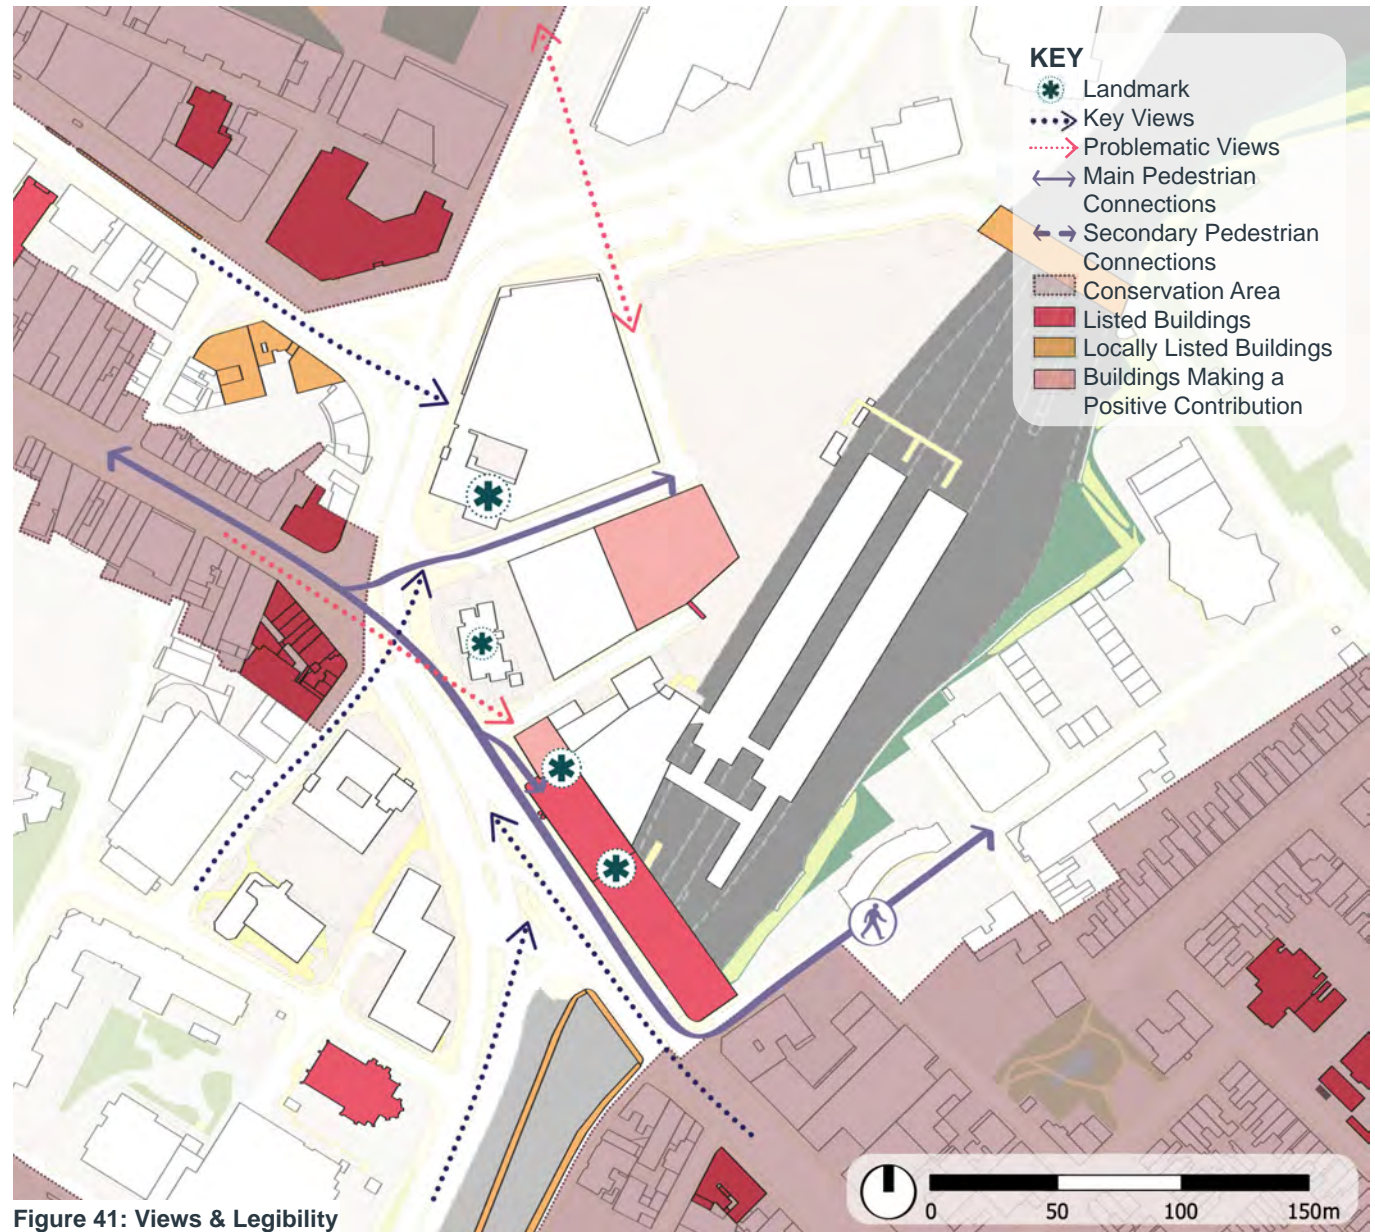 KEY
Landmark
Key Views
Problematic Views
Main Pedestrian
Connections
Secondary Pedestrian
Connections
Conservation Area
Listed Buildings
Locally Listed Buildings
Buildings Making a
Positive Contribution
0 50 100 150m
Figure 41: Views & Legibility